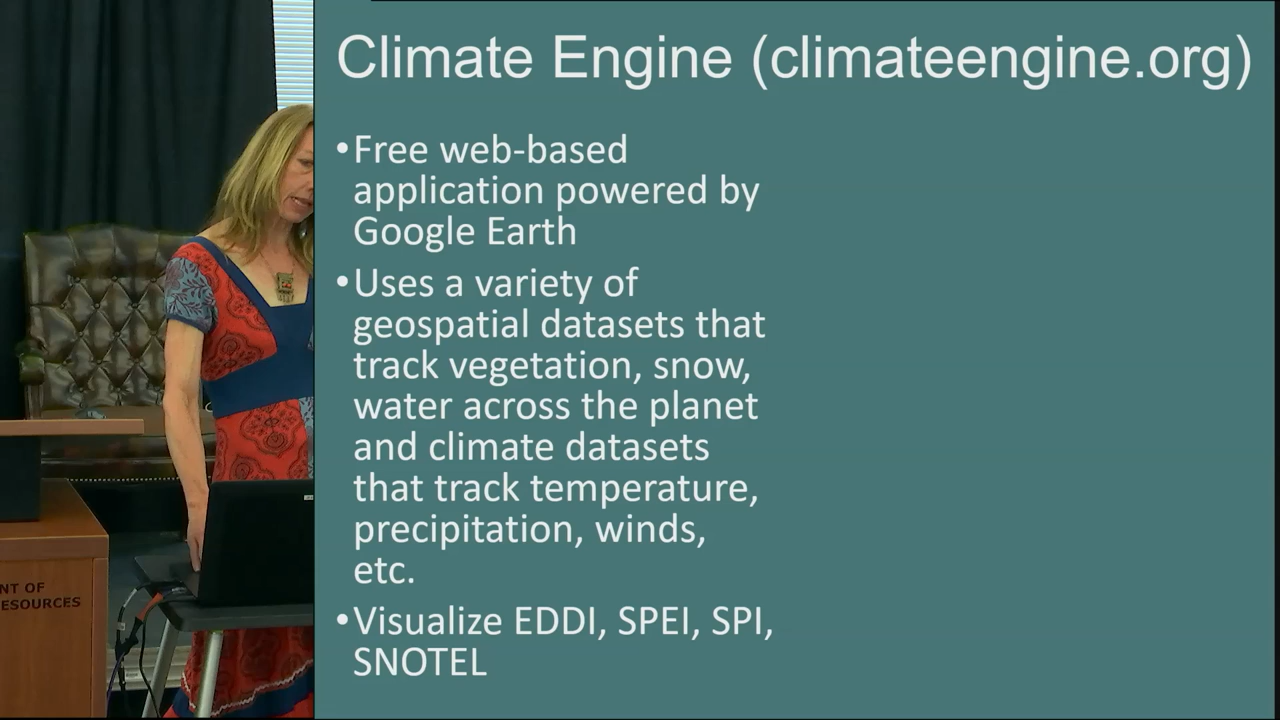 Climate Engine (climateengine.org)
•Free web-based
application powered by
Google Earth
•Uses a variety of
geospatial datasets that
track vegetation, snow,
water across the planet
and climate datasets
that track temperature,
precipitation, winds,
etc.
•Visualize EDDI, SPEI, SPI,
SNOTEL
NT OF
ESOURCES